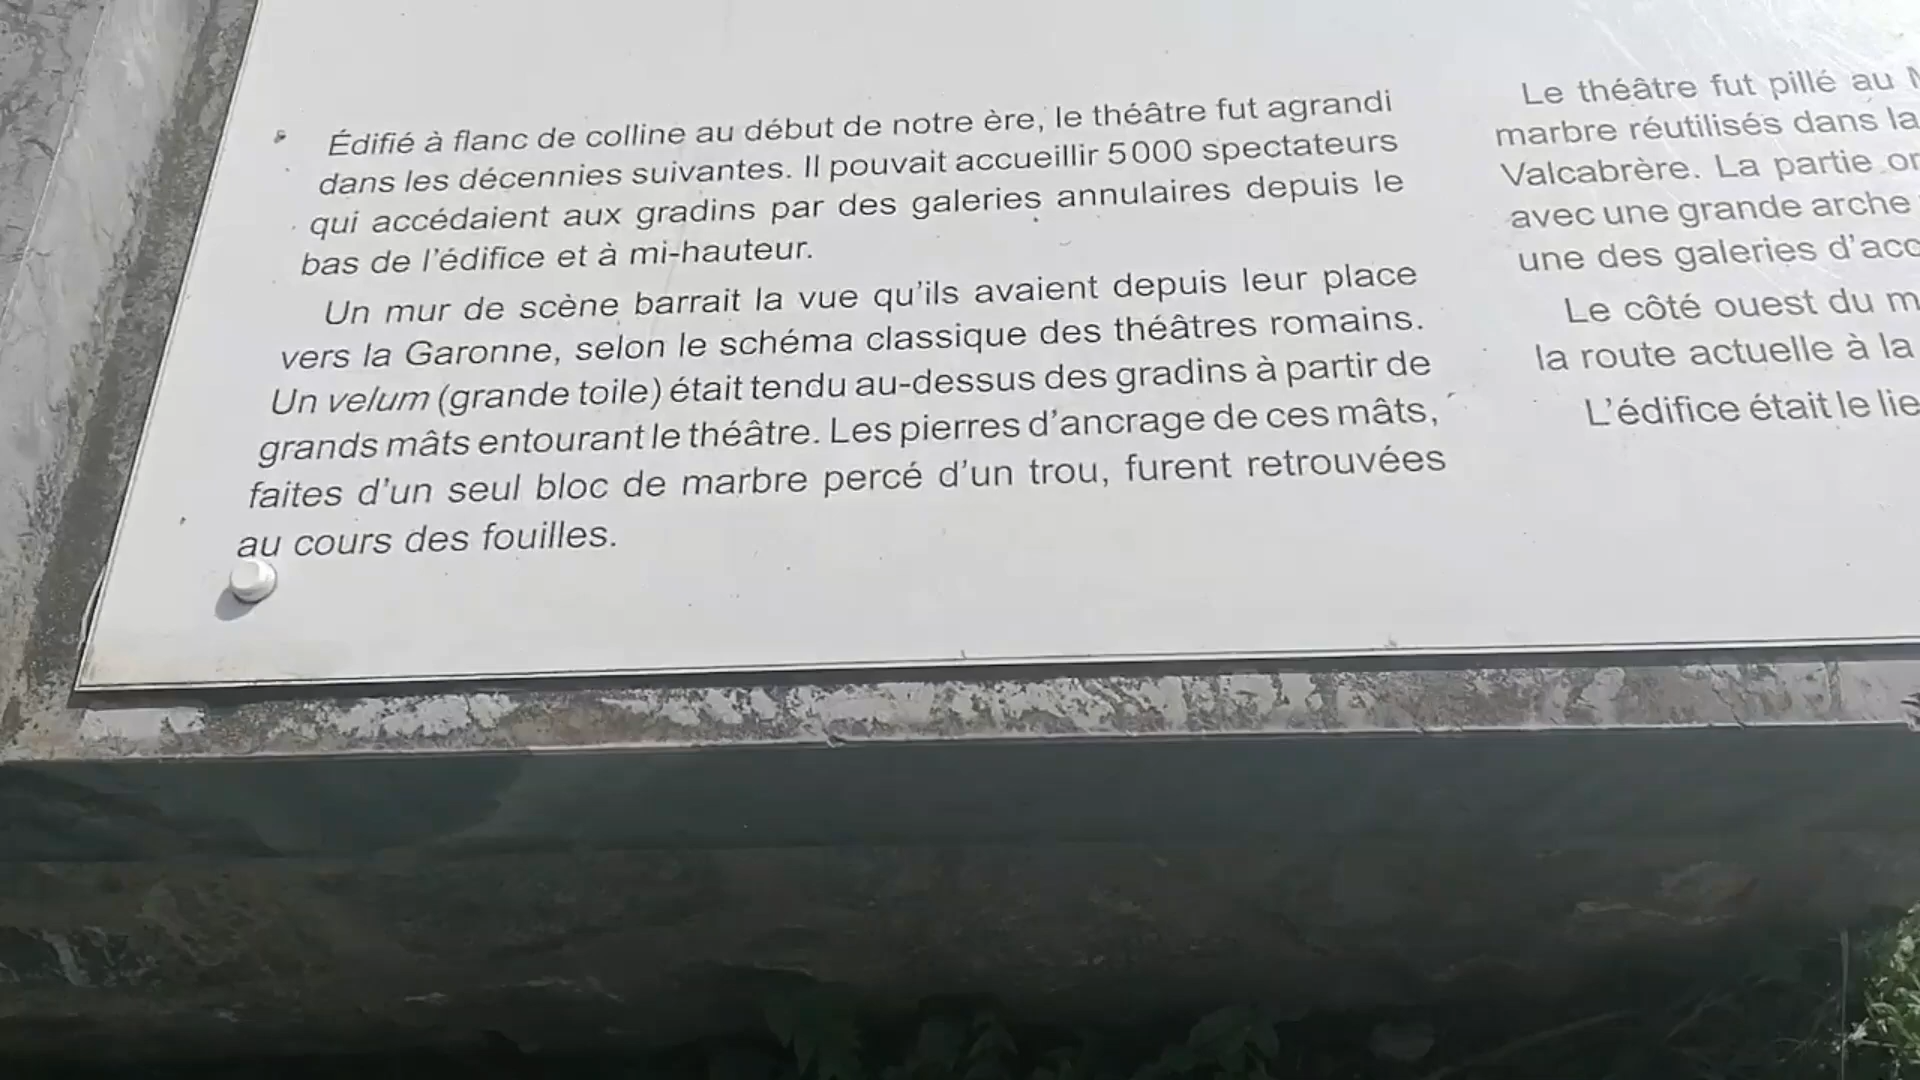 Édifié à flanc de colline au début de notre ère, le théâtre fut agrandi
dans les décennies suivantes. Il pouvait accueillir 5000 spectateurs
qui accédaient aux gradins par des galeries annulaires depuis le
bas de l'édifice et à mi-hauteur.
Un mur de scène barrait la vue qu'ils avaient depuis leur place
vers la Garonne, selon le schéma classique des théâtres romains.
Un velum (grande toile) était tendu au-dessus des gradins à partir de
grands mâts entourant le théâtre. Les pierres d'ancrage de ces mâts,
faites d'un seul bloc de marbre percé d'un trou, furent retrouvées
au cours des fouilles.
Le théâtre fut pillé au
marbre réutilisés dans la
Valcabrère. La partie
avec une grande arche
une des galeries
Le côté ouest du
la route actuelle à la
L'édifice était le